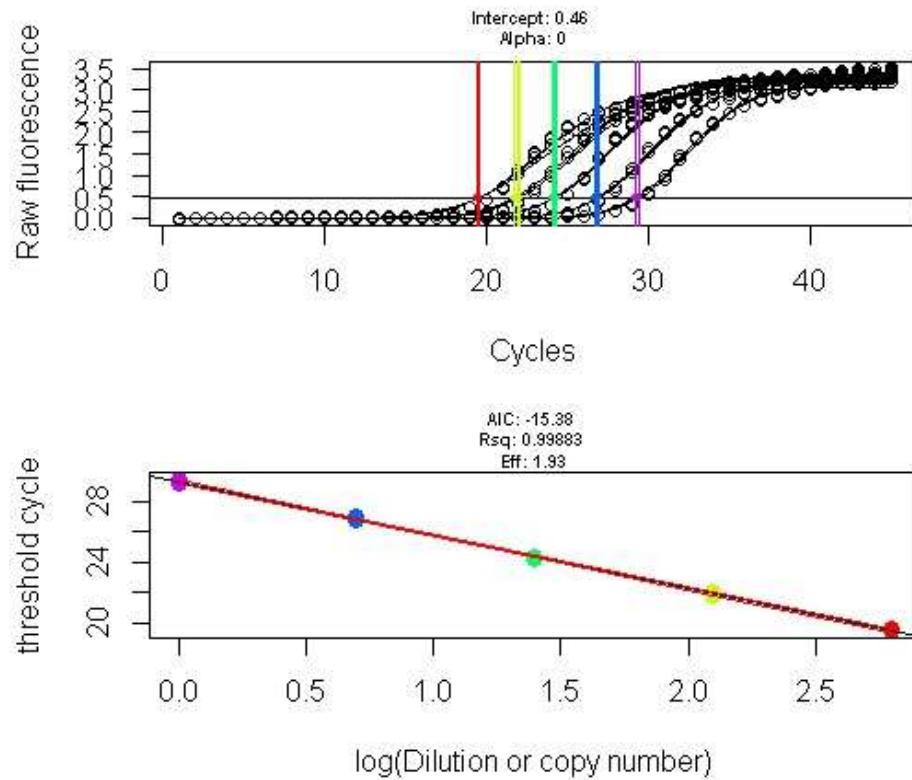 Intercept: 0.46
Alpha: 0
Raw fluorescence
3.5
3.0
2.5
2.0
1.5
1.0
0.5
0.0
0 10 20 30 40
Cycles
AIC: -15.38
Rsq: 0.99883
Eff: 1.93
threshold cycle
28
24
20
0.0 0.5 1.0 1.5 2.0 2.5
log(Dilution or copy number)